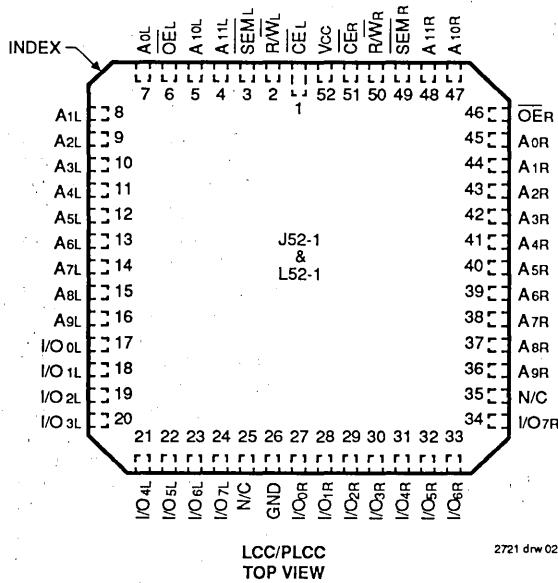 INDEX
A0L
OEL
A10L
A11L
SEML
R/WL
CEL
VCC
CER
R/WR
SEMR
A11R
A10R
7 6 5 4 3 2 1 52 51 50 49 48 47
A1L 8
A2L 9
A3L 10
A4L 11
A5L 12
A6L 13
A7L 14
A8L 15
A9L 16
I/O 0L 17
I/O 1L 18
I/O 2L 19
I/O 3L 20
J52-1
&
L52-1
46 OER
45 A0R
44 A1R
43 A2R
42 A3R
41 A4R
40 A5R
39 A6R
38 A7R
37 A8R
36 A9R
35 N/C
34 I/O7R
21 22 23 24 25 26 27 28 29 30 31 32 33
I/O4L
I/O5L
I/O6L
I/O7L
N/C
GND
I/O0R
I/O1R
I/O2R
I/O3R
I/O4R
I/O5R
I/O6R
LCC/PLCC
TOP VIEW
2721 drw 02